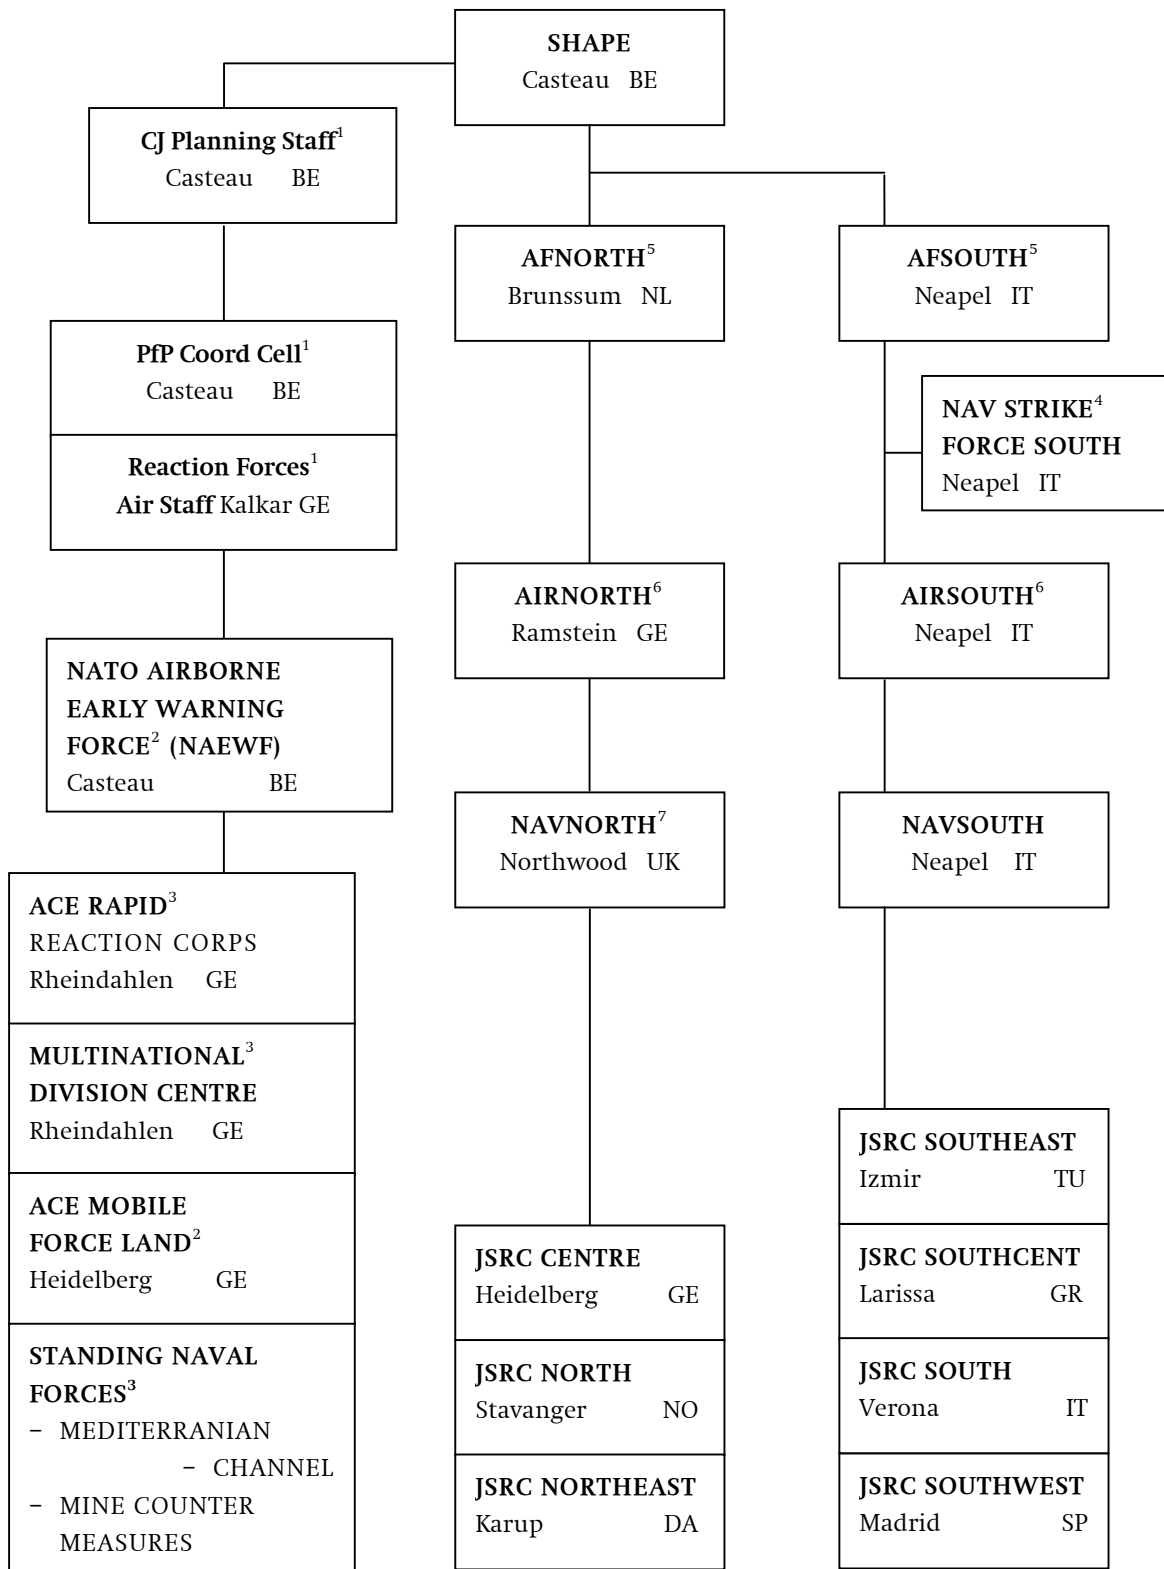 SHAPE
Casteau BE
CJ Planning Staff¹
Casteau BE
PfP Coord Cell¹
Casteau BE
Reaction Forces¹
Air Staff Kalkar GE
NATO AIRBORNE
EARLY WARNING
FORCE² (NAEWF)
Casteau BE
ACE RAPID³
REACTION CORPS
Rheindahlen GE
MULTINATIONAL³
DIVISION CENTRE
Rheindahlen GE
ACE MOBILE
FORCE LAND²
Heidelberg GE
STANDING NAVAL
FORCES³
– MEDITERRANIAN
– CHANNEL
– MINE COUNTER
MEASURES
AFNORTH⁵
Brunssum NL
AIRNORTH⁶
Ramstein GE
NAVNORTH⁷
Northwood UK
JSRC CENTRE
Heidelberg GE
JSRC NORTH
Stavanger NO
JSRC NORTHEAST
Karup DA
AFSOUTH⁵
Neapel IT
NAV STRIKE⁴
FORCE SOUTH
Neapel IT
AIRSOUTH⁶
Neapel IT
NAVSOUTH
Neapel IT
JSRC SOUTHEAST
Izmir TU
JSRC SOUTHCENT
Larissa GR
JSRC SOUTH
Verona IT
JSRC SOUTHWEST
Madrid SP